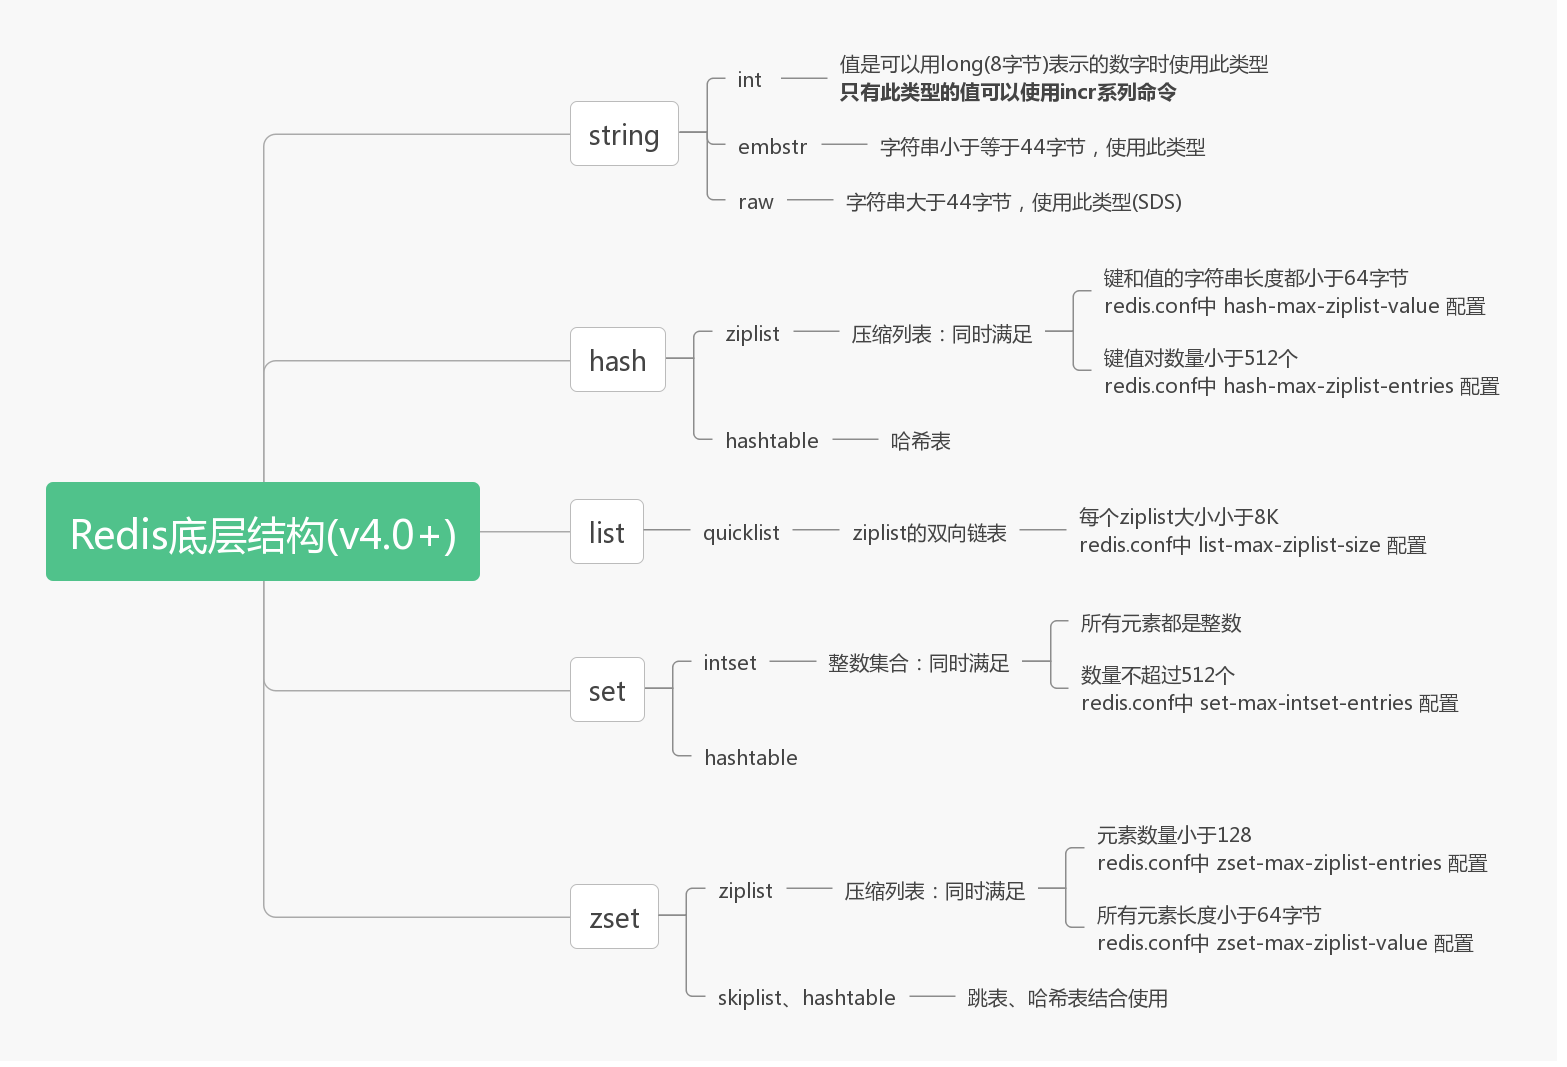 Redis底层结构(v4.0+)
string
int
值是可以用long(8字节)表示的数字时使用此类型
只有此类型的值可以使用incr系列命令
embstr
字符串小于等于44字节，使用此类型
raw
字符串大于44字节，使用此类型(SDS)
hash
ziplist
压缩列表：同时满足
键和值的字符串长度都小于64字节
redis.conf中 hash-max-ziplist-value 配置
键值对数量小于512个
redis.conf中 hash-max-ziplist-entries 配置
hashtable
哈希表
list
quicklist
ziplist的双向链表
每个ziplist大小小于8K
redis.conf中 list-max-ziplist-size 配置
set
intset
整数集合：同时满足
所有元素都是整数
数量不超过512个
redis.conf中 set-max-intset-entries 配置
hashtable
zset
ziplist
压缩列表：同时满足
元素数量小于128
redis.conf中 zset-max-ziplist-entries 配置
所有元素长度小于64字节
redis.conf中 zset-max-ziplist-value 配置
skiplist、hashtable
跳表、哈希表结合使用